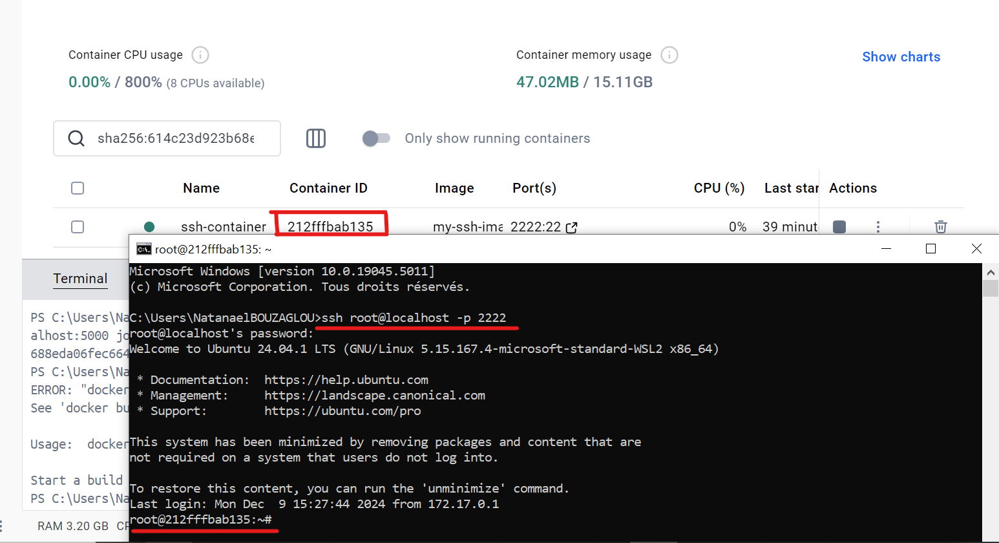 Container CPU usage
Container memory usage
Show charts
0.00% / 800% (8 CPUs available)
47.02MB / 15.11GB
sha256:614c23d923b68e
Only show running containers
Name Container ID Image Port(s) CPU (%) Last star Actions
ssh-container 212fffbab135 my-ssh-ima 2222:22 0% 39 minut
root@212fffbab135: ~
Terminal
PS C:\Users\Na
alhost:5000 jo
688eda06fec664
PS C:\Users\Na
ERROR: "docker
See 'docker bu
Usage:  docker
Start a build
PS C:\Users\Na
Microsoft Windows [version 10.0.19045.5011]
(c) Microsoft Corporation. Tous droits réservés.
C:\Users\NatanaelBOUZAGLOU>ssh root@localhost -p 2222
root@localhost's password:
Welcome to Ubuntu 24.04.1 LTS (GNU/Linux 5.15.167.4-microsoft-standard-WSL2 x86_64)
* Documentation:  https://help.ubuntu.com
* Management:     https://landscape.canonical.com
* Support:        https://ubuntu.com/pro
This system has been minimized by removing packages and content that are
not required on a system that users do not log into.
To restore this content, you can run the 'unminimize' command.
Last login: Mon Dec  9 15:27:44 2024 from 172.17.0.1
root@212fffbab135:~#
RAM 3.20 GB CP